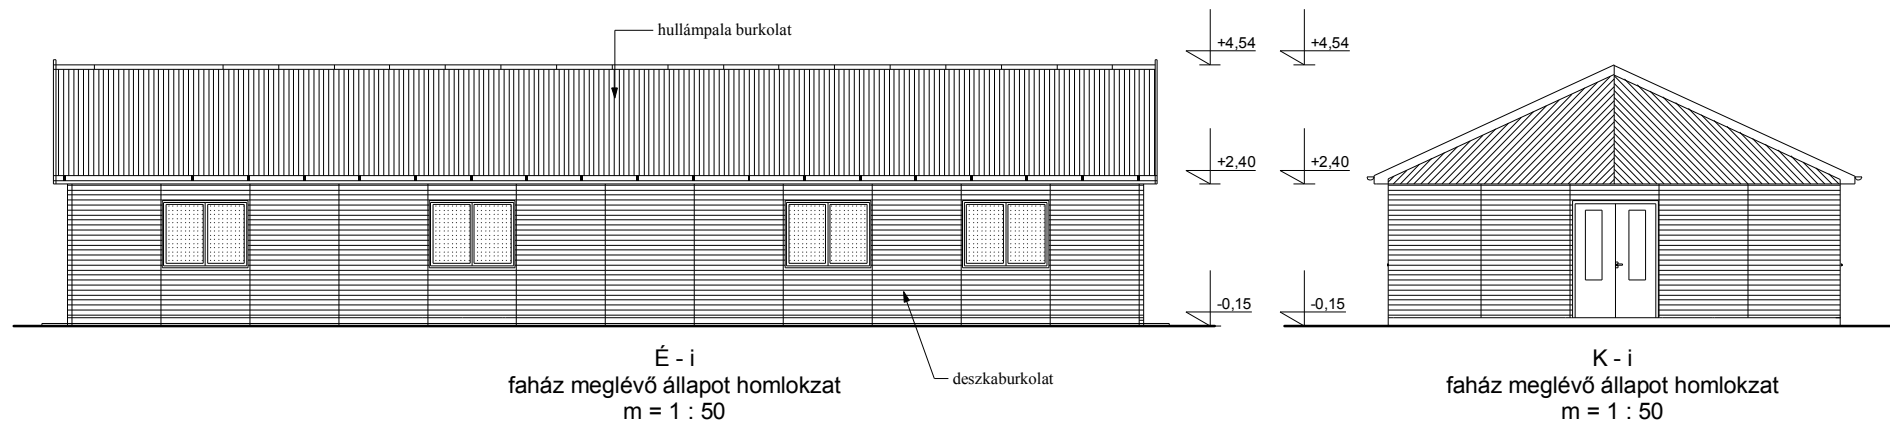 hullámpala burkolat
+4,54
+4,54
+2,40
+2,40
-0,15
-0,15
É - i
faház meglévő állapot homlokzat
m = 1 : 50
deszkaburkolat
K - i
faház meglévő állapot homlokzat
m = 1 : 50